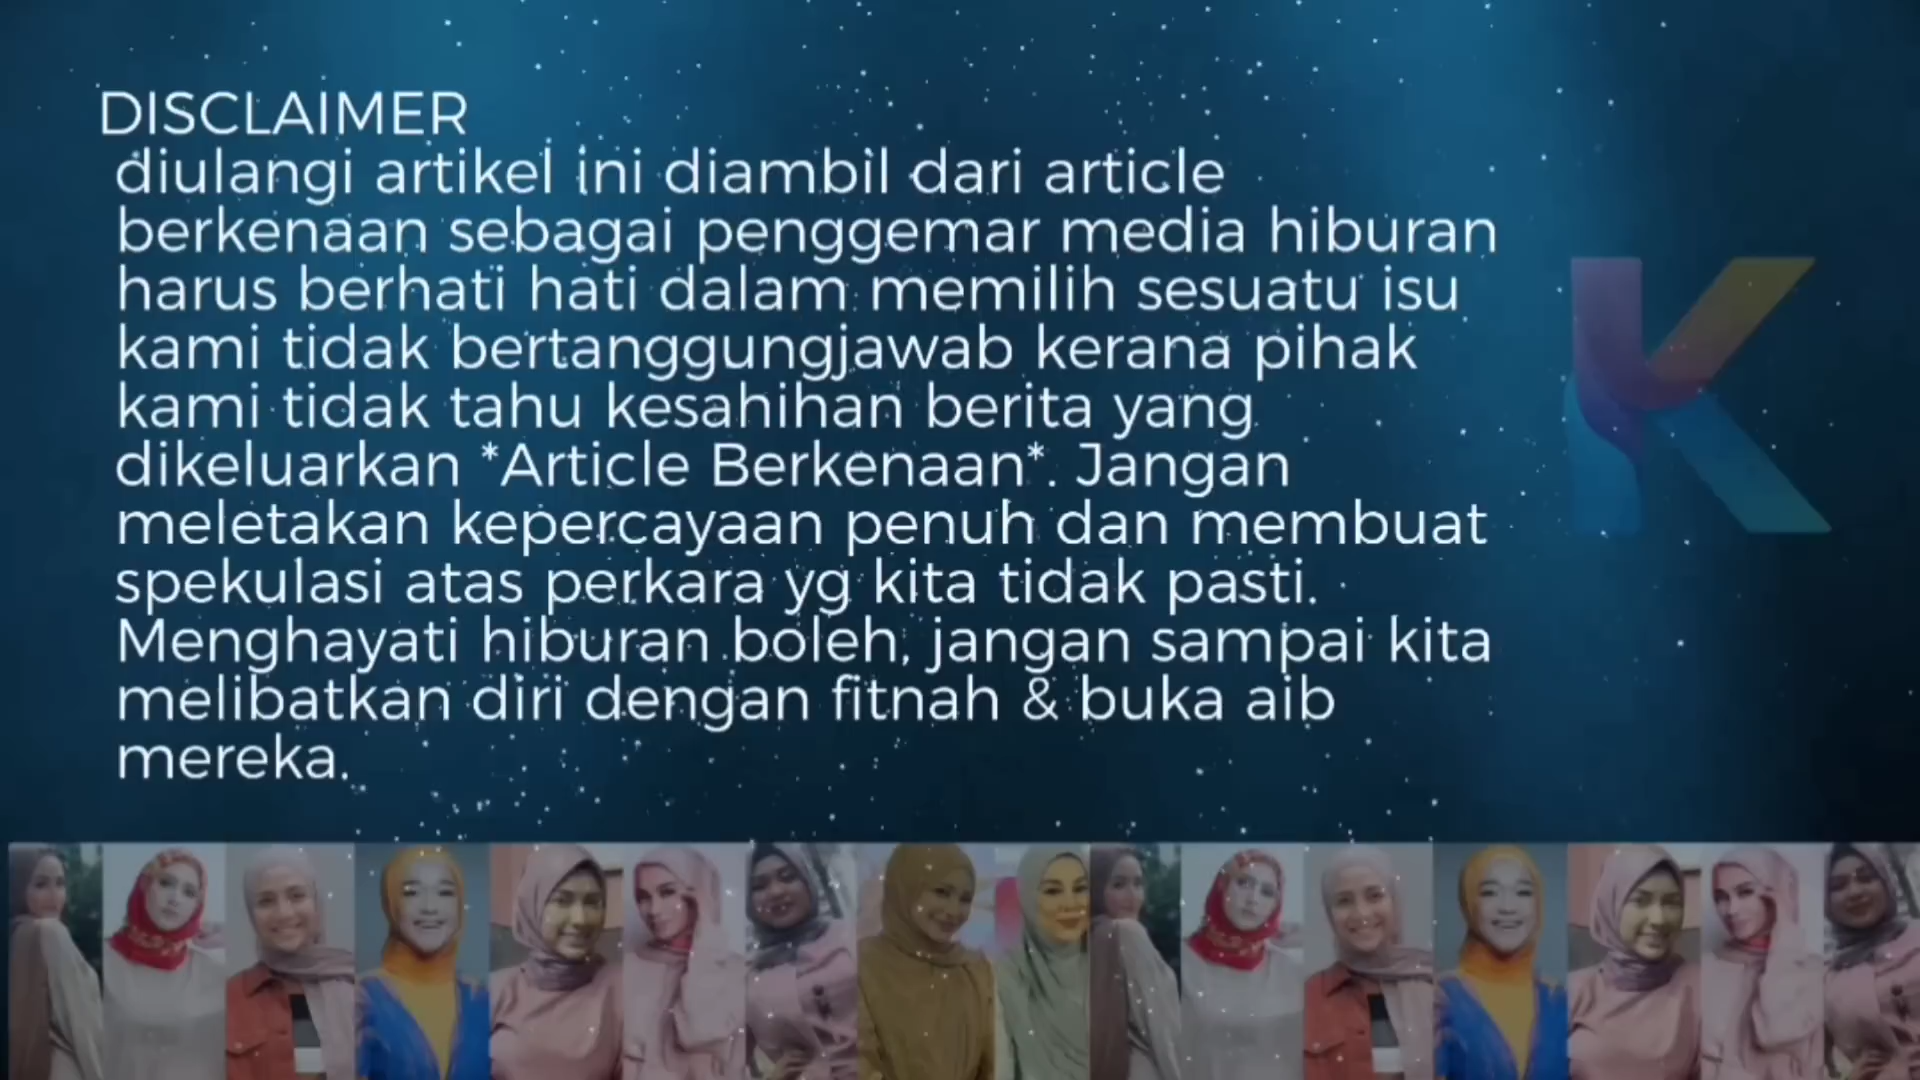 DISCLAIMER
diulangi artikel ini diambil dari article
berkenaan sebagai penggemar media hiburan
harus berhati hati dalam memilih sesuatu isu
kami tidak bertanggungjawab kerana pihak
kami tidak tahu kesahihan berita yang
dikeluarkan *Article Berkenaan*. Jangan
meletakan kepercayaan penuh dan membuat
spekulasi atas perkara yg kita tidak pasti.
Menghayati hiburan boleh, jangan sampai kita
melibatkan diri dengan fitnah & buka aib
mereka.
K